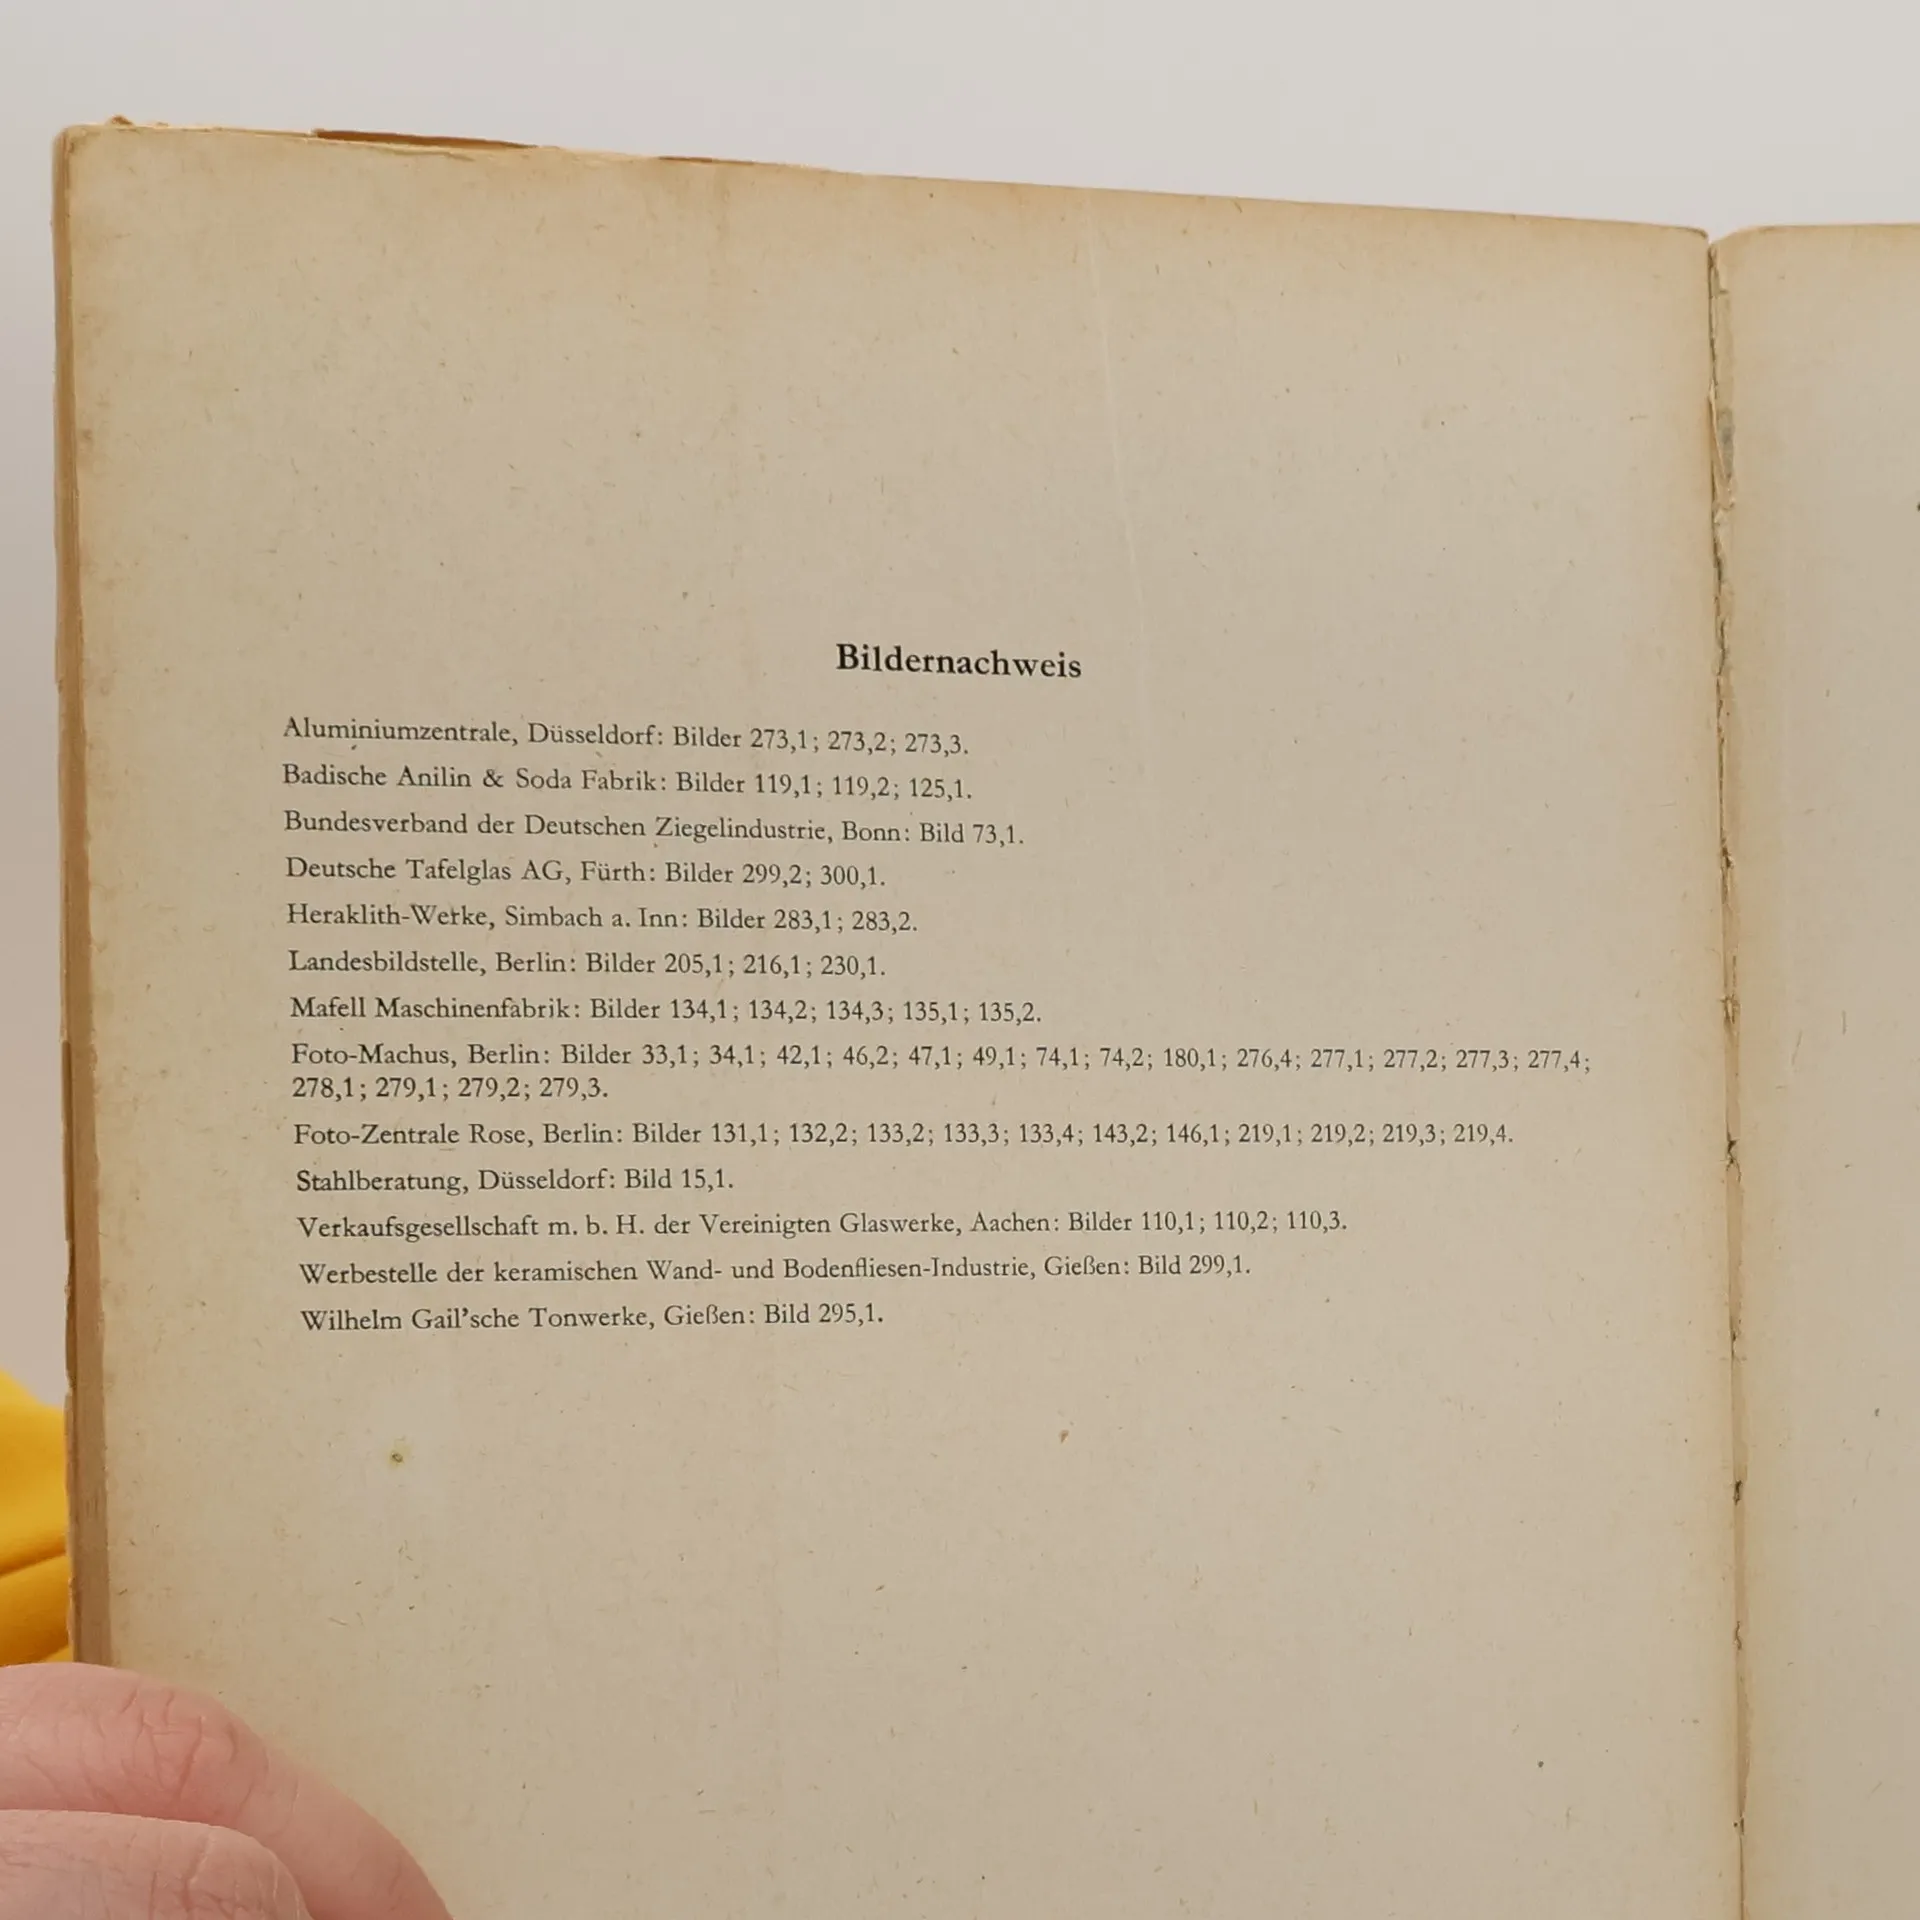 Bildernachweis
Aluminiumzentrale, Düsseldorf: Bilder 273,1; 273,2; 273,3.
Badische Anilin & Soda Fabrik: Bilder 119,1; 119,2; 125,1.
Bundesverband der Deutschen Ziegelindustrie, Bonn: Bild 73,1.
Deutsche Tafelglas AG, Fürth: Bilder 299,2; 300,1.
Heraklith-Werke, Simbach a. Inn: Bilder 283,1; 283,2.
Landesbildstelle, Berlin: Bilder 205,1; 216,1; 230,1.
Mafell Maschinenfabrik: Bilder 134,1; 134,2; 134,3; 135,1; 135,2.
Foto-Machus, Berlin: Bilder 33,1; 34,1; 42,1; 46,2; 47,1; 49,1; 74,1; 74,2; 180,1; 276,4; 277,1; 277,2; 277,3; 277,4;
278,1; 279,1; 279,2; 279,3.
Foto-Zentrale Rose, Berlin: Bilder 131,1; 132,2; 133,2; 133,3; 133,4; 143,2; 146,1; 219,1; 219,2; 219,3; 219,4.
Stahlberatung, Düsseldorf: Bild 15,1.
Verkaufsgesellschaft m. b. H. der Vereinigten Glaswerke, Aachen: Bilder 110,1; 110,2; 110,3.
Werbestelle der keramischen Wand- und Bodenfliesen-Industrie, Gießen: Bild 299,1.
Wilhelm Gail'sche Tonwerke, Gießen: Bild 295,1.